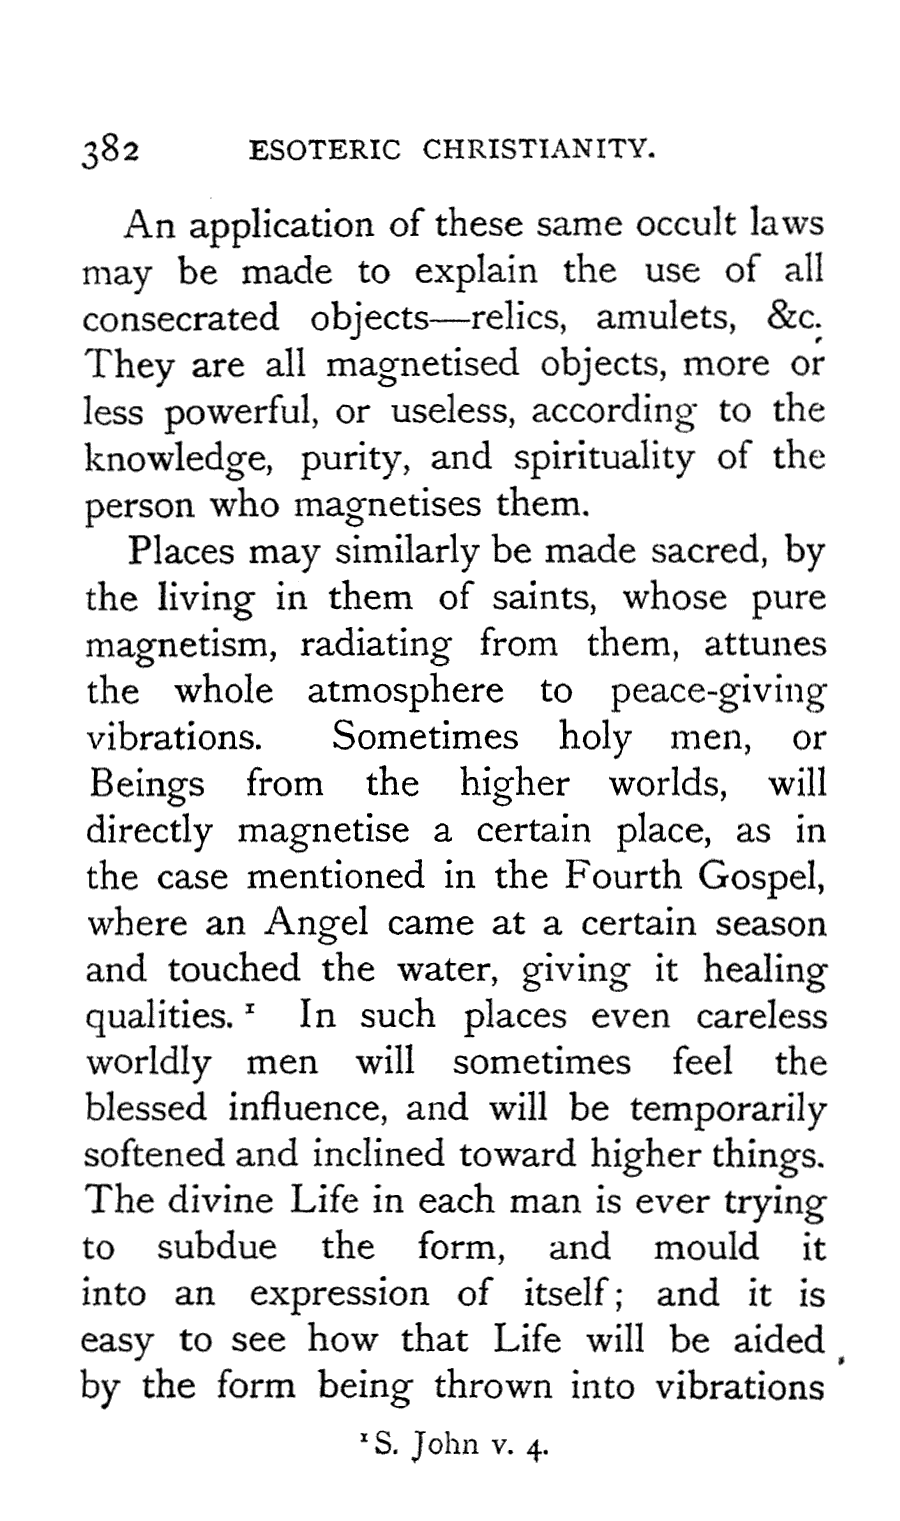 382 ESOTERIC CHRISTIANITY.
An application of these same occult laws
may be made to explain the use of all
consecrated objects—relics, amulets, &c.
They are all magnetised objects, more or
less powerful, or useless, according to the
knowledge, purity, and spirituality of the
person who magnetises them.
Places may similarly be made sacred, by
the living in them of saints, whose pure
magnetism, radiating from them, attunes
the whole atmosphere to peace-giving
vibrations. Sometimes holy men, or
Beings from the higher worlds, will
directly magnetise a certain place, as in
the case mentioned in the Fourth Gospel,
where an Angel came at a certain season
and touched the water, giving it healing
qualities. ¹ In such places even careless
worldly men will sometimes feel the
blessed influence, and will be temporarily
softened and inclined toward higher things.
The divine Life in each man is ever trying
to subdue the form, and mould it
into an expression of itself; and it is
easy to see how that Life will be aided
by the form being thrown into vibrations
¹ S. John v. 4.